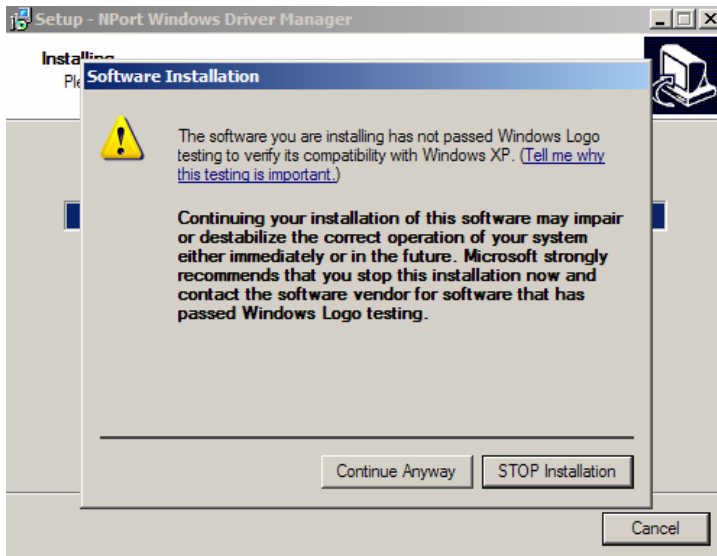 Setup - NPort Windows Driver Manager
Installing
Software Installation
The software you are installing has not passed Windows Logo
testing to verify its compatibility with Windows XP. (Tell me why
this testing is important.)
Continuing your installation of this software may impair
or destabilize the correct operation of your system
either immediately or in the future. Microsoft strongly
recommends that you stop this installation now and
contact the software vendor for software that has
passed Windows Logo testing.
Continue Anyway
STOP Installation
Cancel